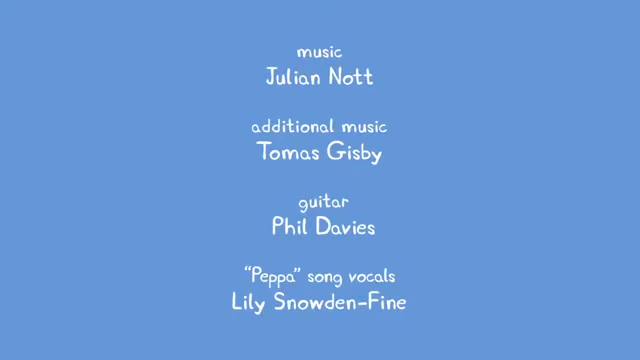 music
Julian Nott
additional music
Tomas Gisby
guitar
Phil Davies
“Peppa” song vocals
Lily Snowden-Fine